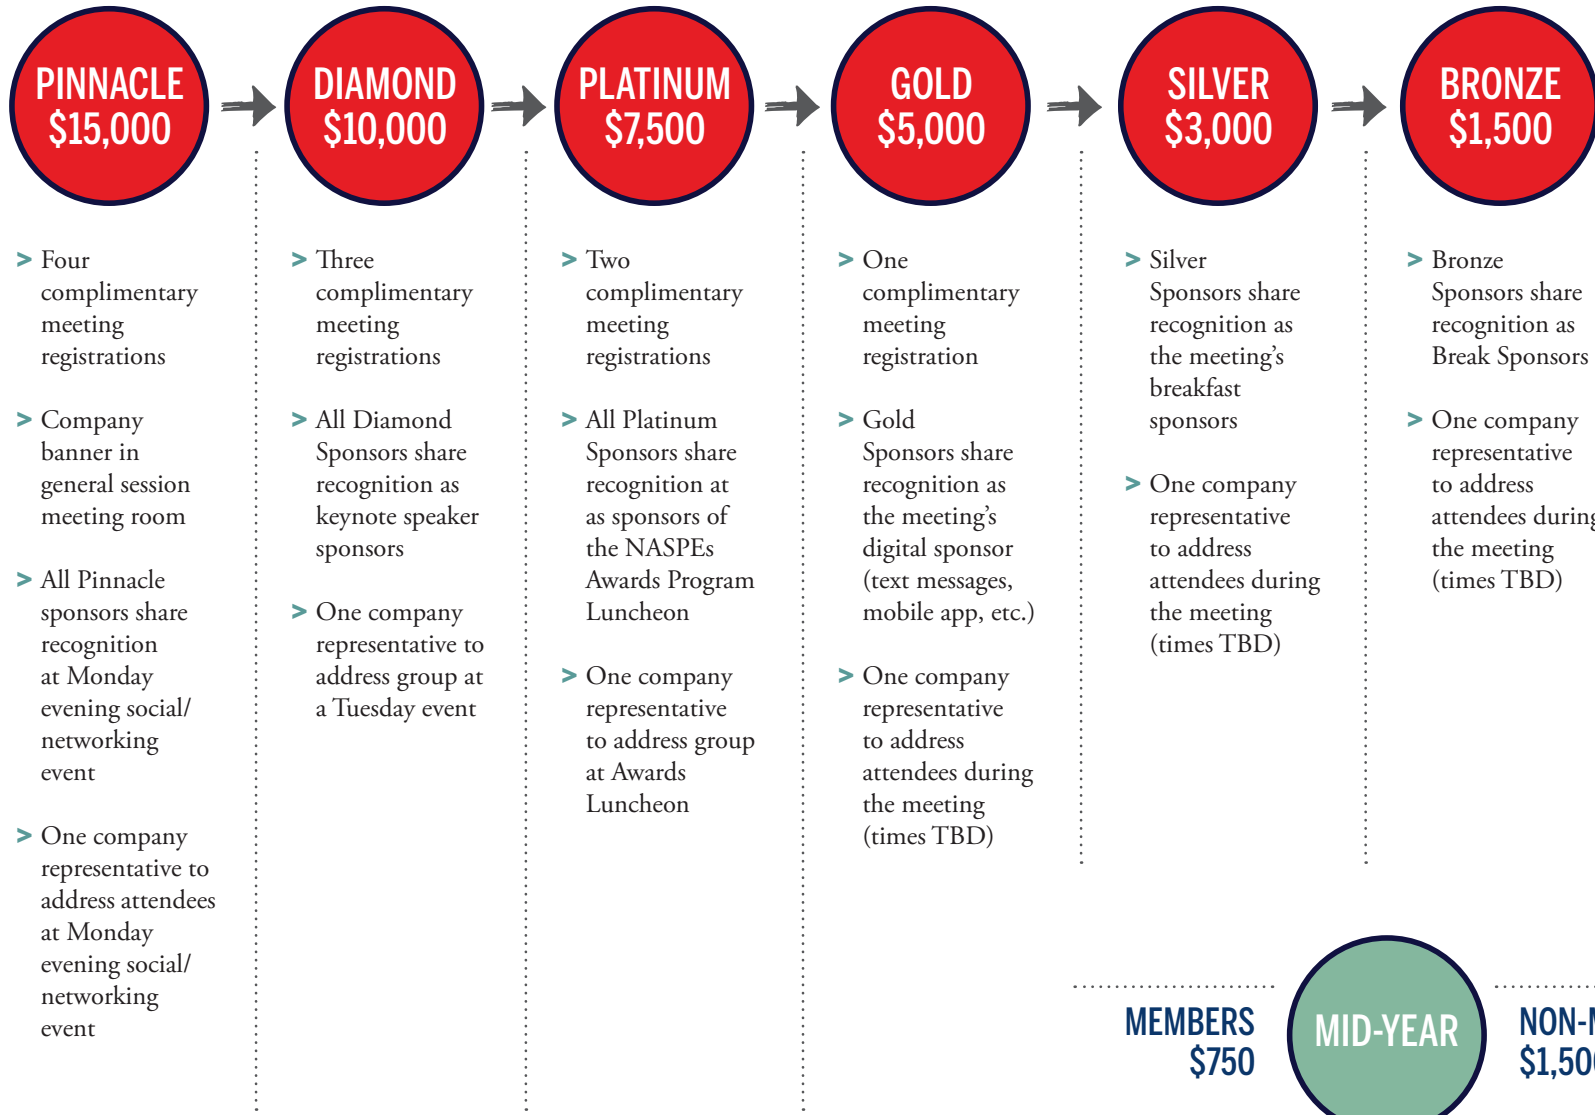 PINNACLE
$15,000
> Four
complimentary
meeting
registrations
> Company
banner in
general session
meeting room
> All Pinnacle
sponsors share
recognition
at Monday
evening social/
networking
event
> One company
representative to
address attendees
at Monday
evening social/
networking
event
DIAMOND
$10,000
> Three
complimentary
meeting
registrations
> All Diamond
Sponsors share
recognition as
keynote speaker
sponsors
> One company
representative to
address group at
a Tuesday event
PLATINUM
$7,500
> Two
complimentary
meeting
registrations
> All Platinum
Sponsors share
recognition at
as sponsors of
the NASPEs
Awards Program
Luncheon
> One company
representative
to address group
at Awards
Luncheon
GOLD
$5,000
> One
complimentary
meeting
registration
> Gold
Sponsors share
recognition as
the meeting’s
digital sponsor
(text messages,
mobile app, etc.)
> One company
representative
to address
attendees during
the meeting
(times TBD)
SILVER
$3,000
> Silver
Sponsors share
recognition as
the meeting’s
breakfast
sponsors
> One company
representative
to address
attendees during
the meeting
(times TBD)
BRONZE
$1,500
> Bronze
Sponsors share
recognition as
Break Sponsors
> One company
representative
to address
attendees during
the meeting
(times TBD)
MEMBERS
$750
MID-YEAR
NON-
$1,50